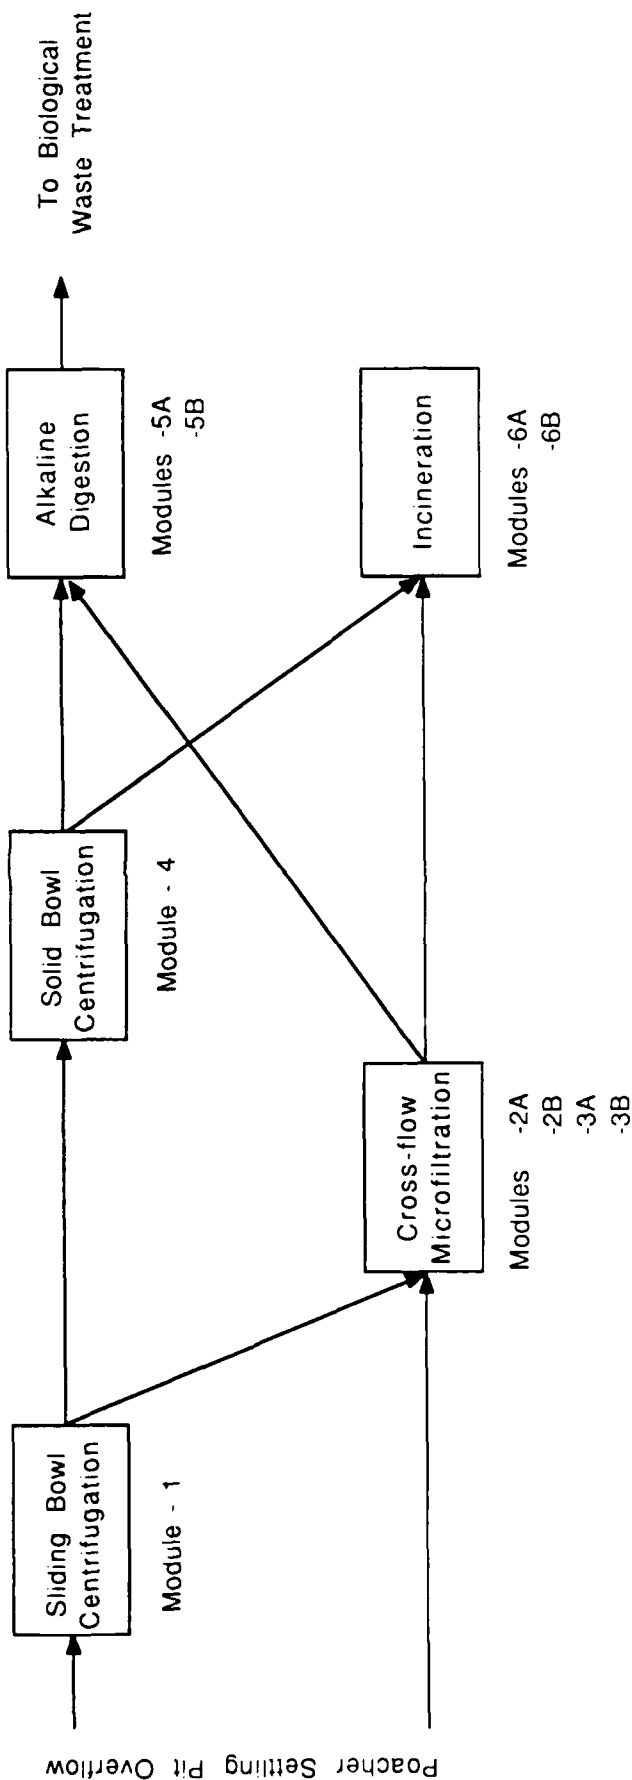 Poacher Settling Pit Overflow
Sliding Bowl
Centrifugation
Module - 1
Solid Bowl
Centrifugation
Module - 4
Alkaline
Digestion
Modules -5A
-5B
To Biological
Waste Treatment
Cross-flow
Microfiltration
Modules -2A
-2B
-3A
-3B
Incineration
Modules -6A
-6B